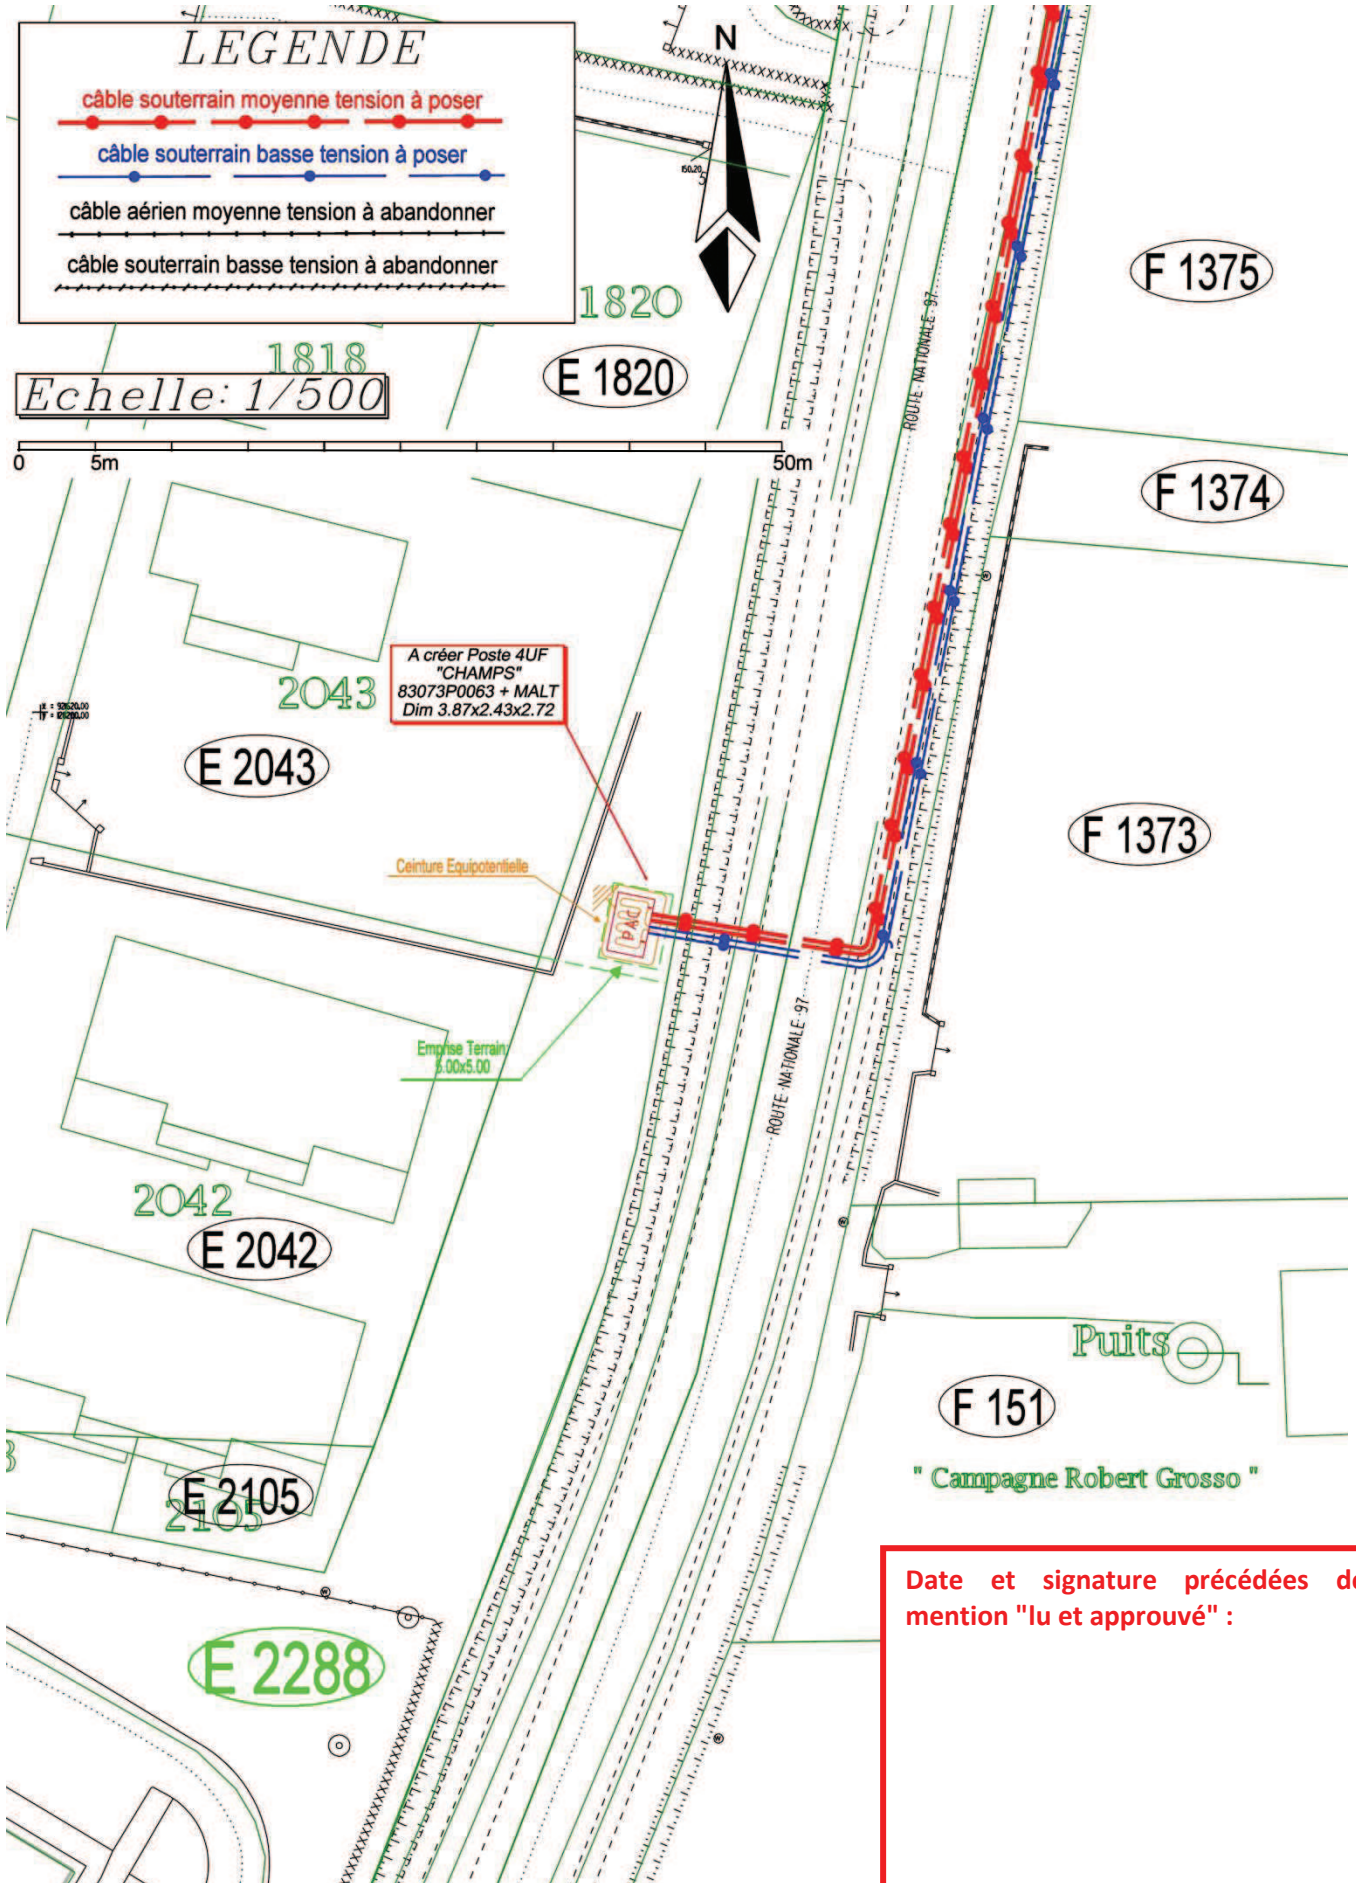 LEGENDE
câble souterrain moyenne tension à poser
câble souterrain basse tension à poser
câble aérien moyenne tension à abandonner
câble souterrain basse tension à abandonner
N
1820
1818
E 1820
F 1375
Echelle: 1/500
0 5m 50m
ROUTE NATIONALE 97
F 1374
A créer Poste 4UF
"CHAMPS"
83073P0063 + MALT
Dim 3.87x2.43x2.72
2043
E 2043
F 1373
Ceinture Equipotentielle
PAC
Emprise Terrain
5.00x5.00
ROUTE NATIONALE 97
2042
E 2042
Puits
F 151
" Campagne Robert Grosso "
E 2105
2105
E 2288
Date et signature précédées de
mention "lu et approuvé" :